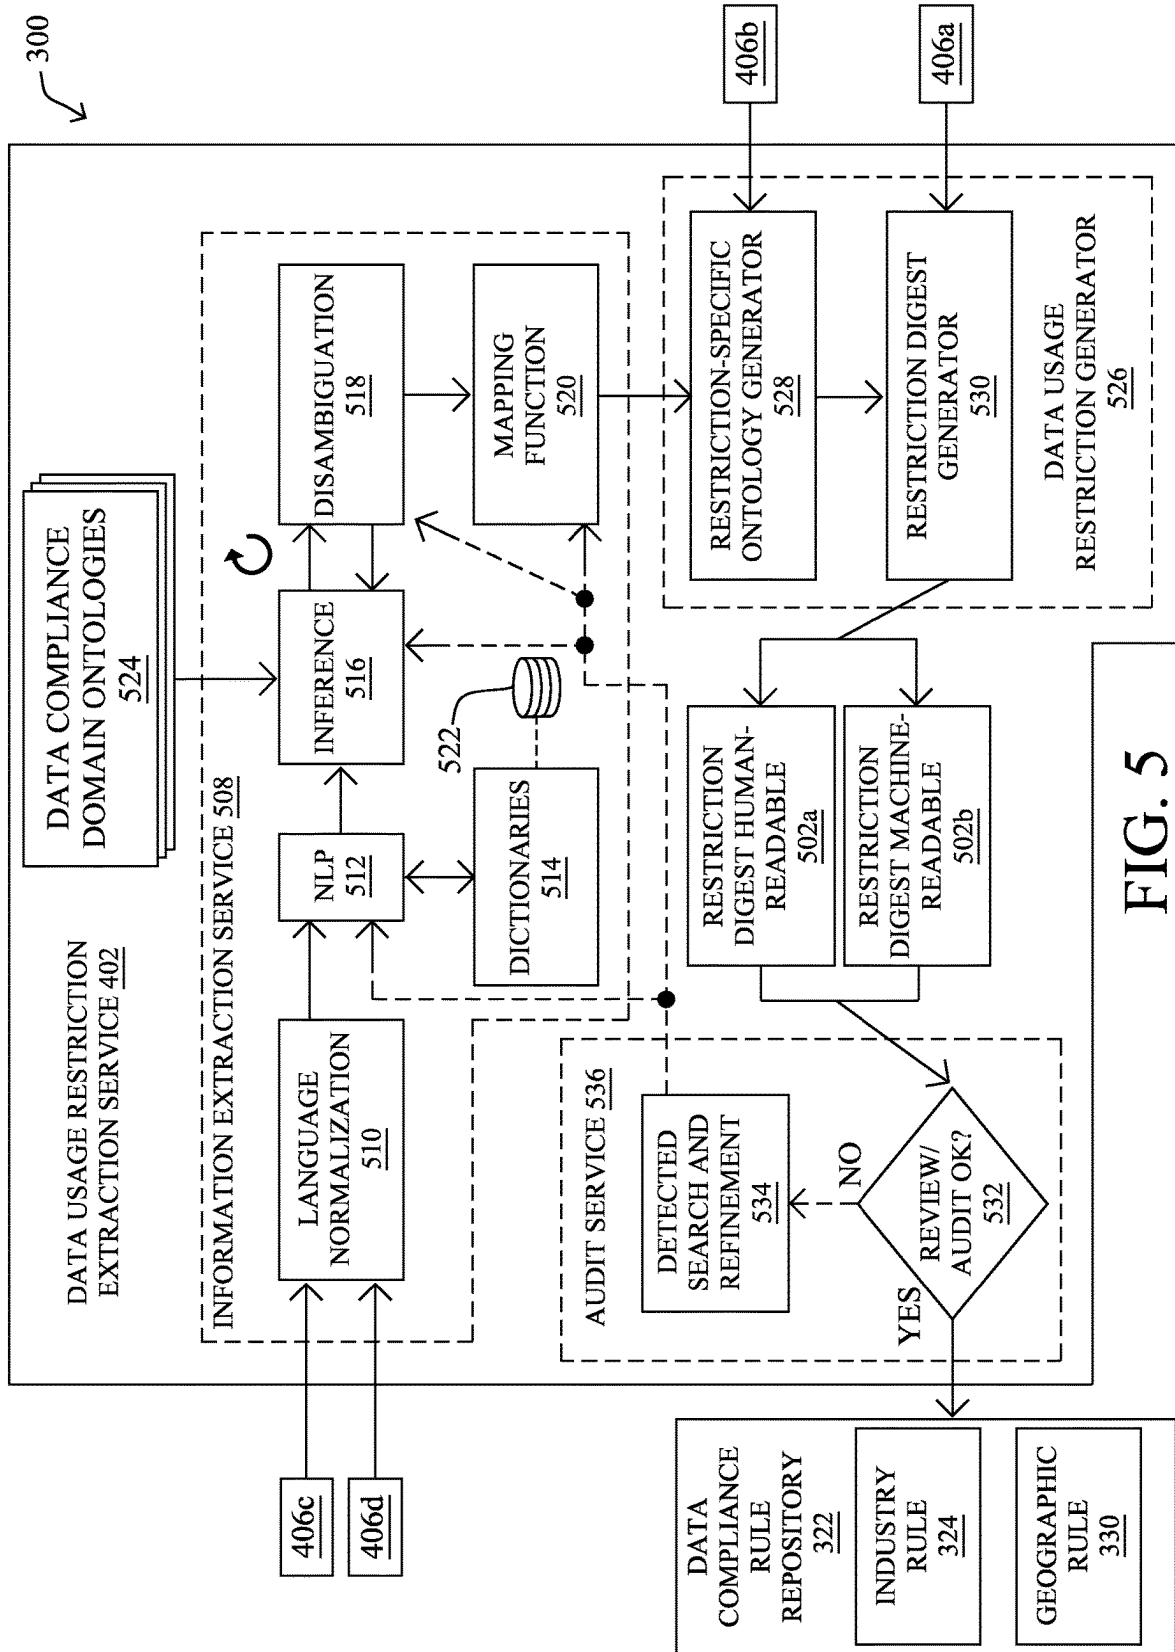 300
DATA USAGE RESTRICTION
EXTRACTION SERVICE 402
DATA COMPLIANCE
DOMAIN ONTOLOGIES
524
INFORMATION EXTRACTION SERVICE 508
406c
406d
LANGUAGE
NORMALIZATION
510
NLP
512
DICTIONARIES
514
522
INFERENCE
516
DISAMBIGUATION
518
MAPPING
FUNCTION
520
406b
406a
RESTRICTION-SPECIFIC
ONTOLOGY GENERATOR
528
RESTRICTION DIGEST
GENERATOR
530
DATA USAGE
RESTRICTION GENERATOR
526
RESTRICTION
DIGEST HUMAN-
READABLE
502a
RESTRICTION
DIGEST MACHINE-
READABLE
502b
AUDIT SERVICE 536
DETECTED
SEARCH AND
REFINEMENT
534
NO
REVIEW/
AUDIT OK?
532
YES
DATA
COMPLIANCE
RULE
REPOSITORY
322
INDUSTRY
RULE
324
GEOGRAPHIC
RULE
330
FIG. 5